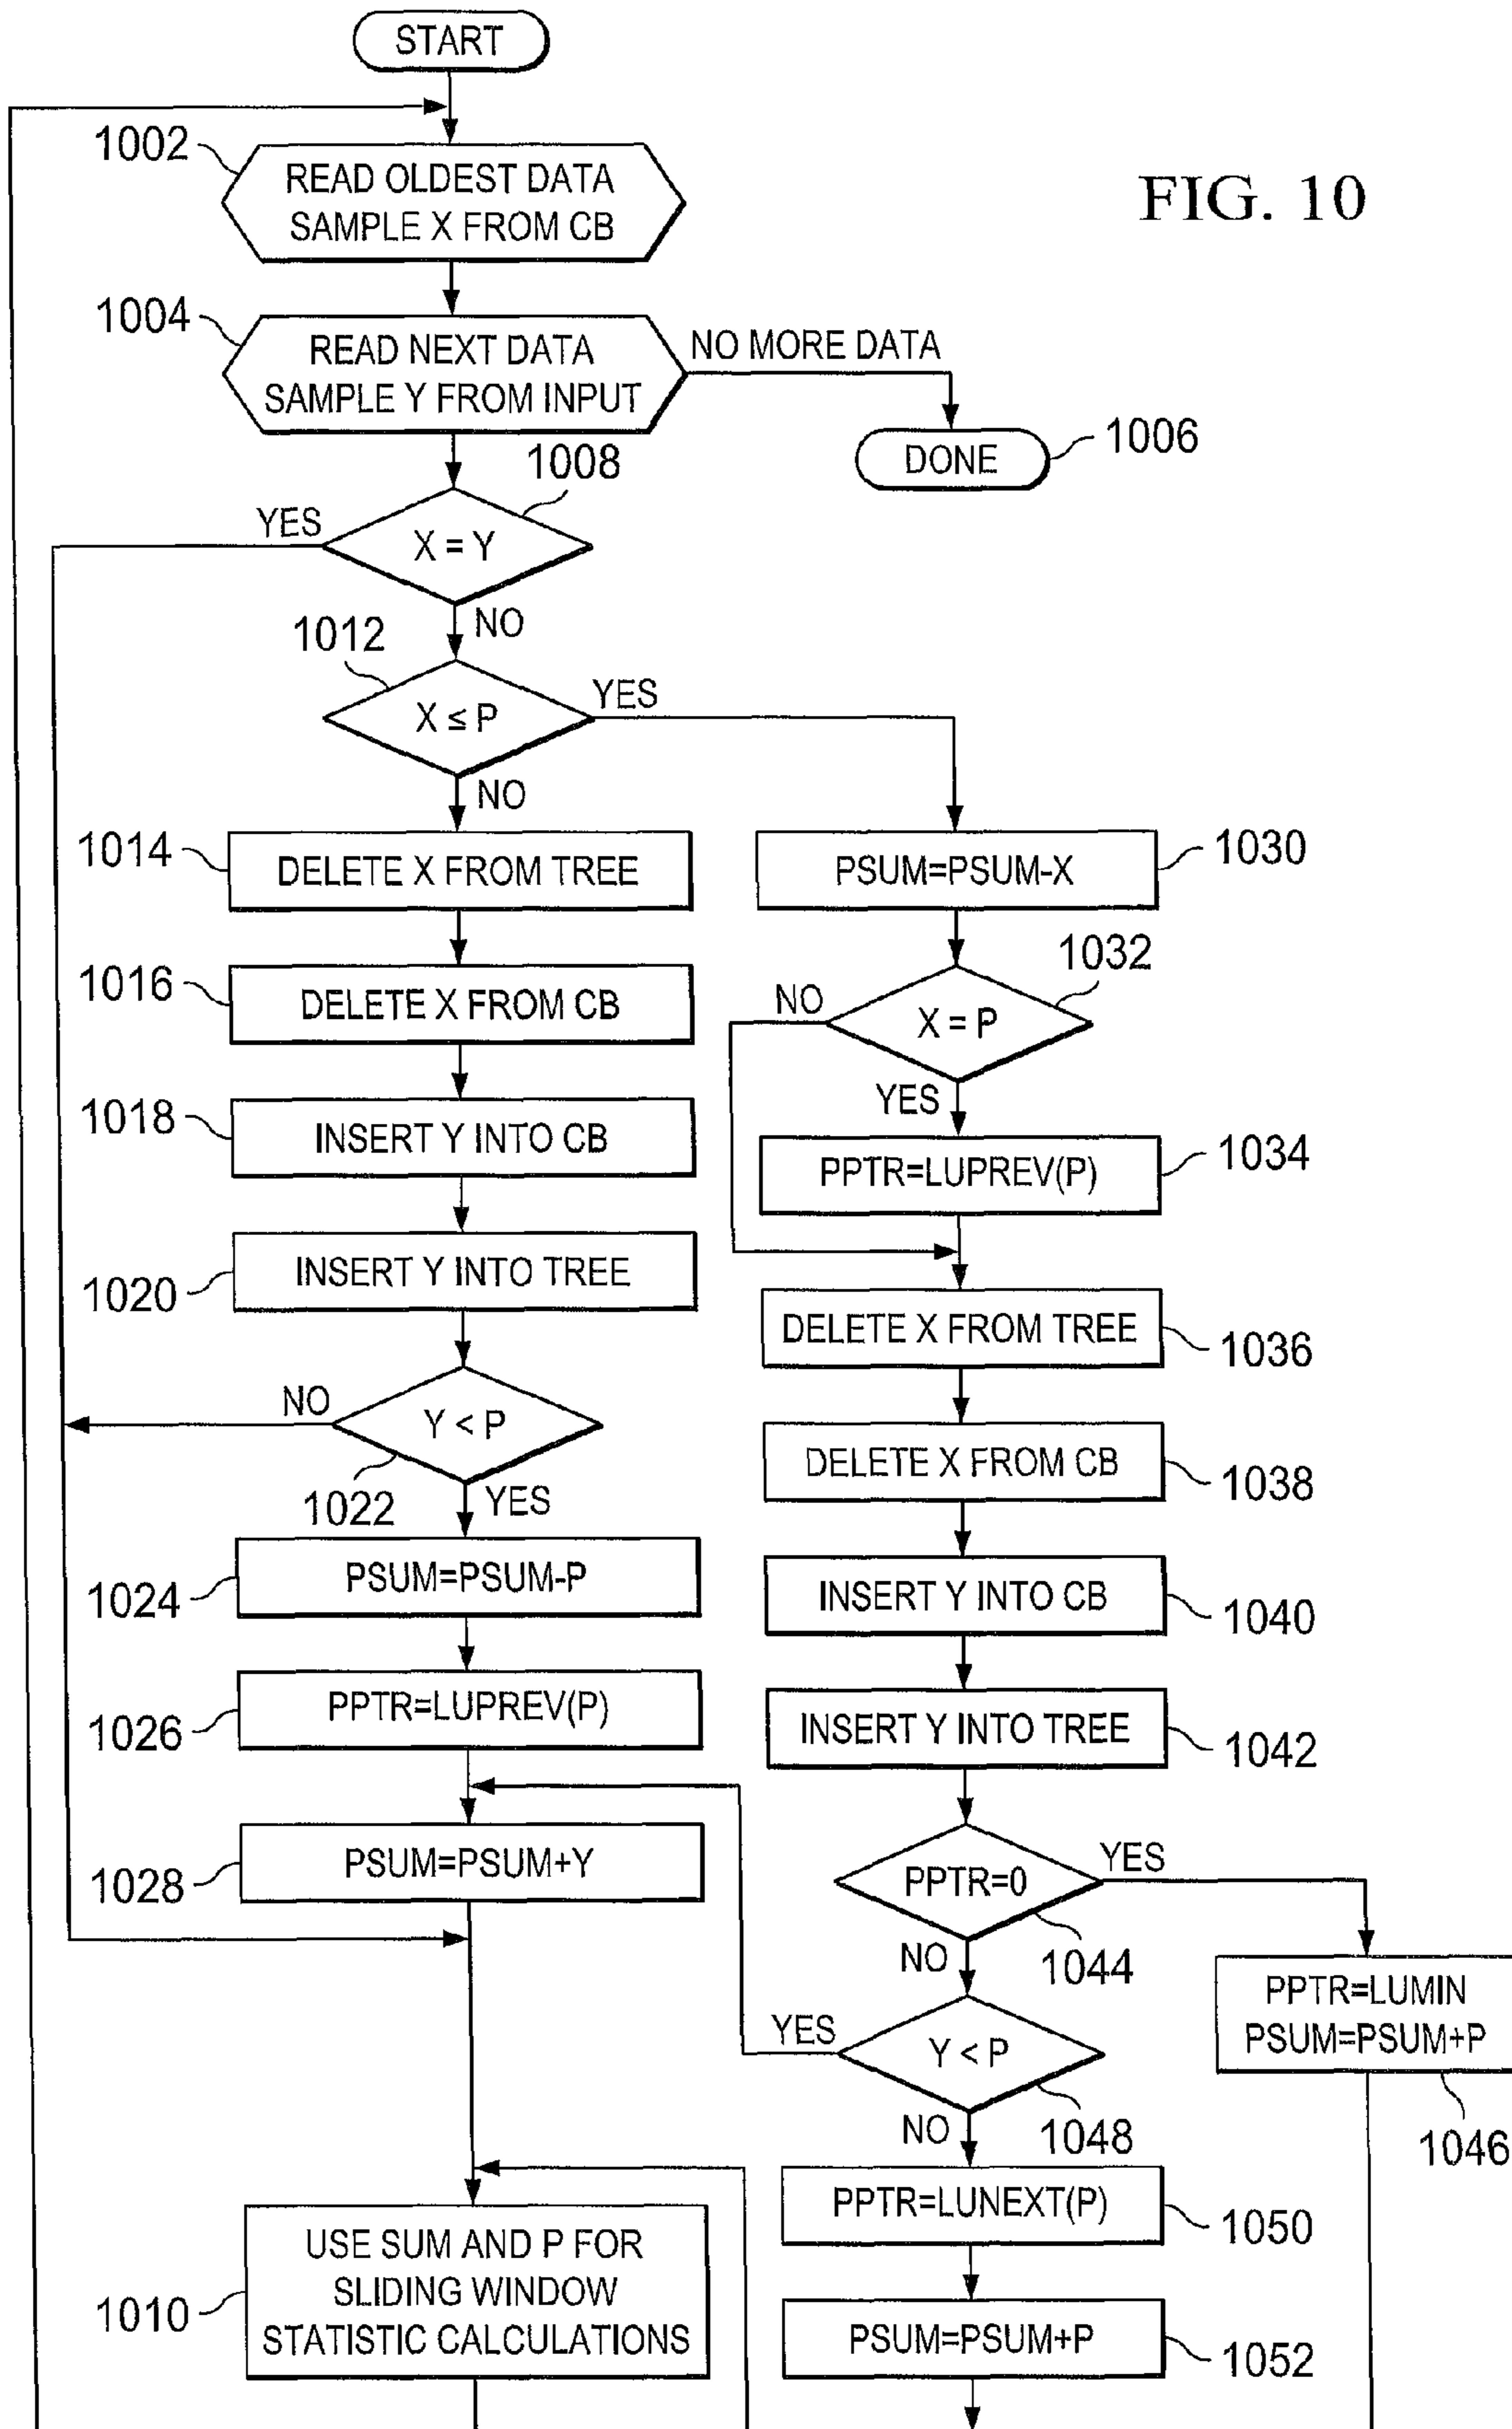 START
FIG. 10
1002
READ OLDEST DATA
SAMPLE X FROM CB
1004
READ NEXT DATA
SAMPLE Y FROM INPUT
NO MORE DATA
DONE
1006
1008
YES
X = Y
NO
1012
X ≤ P
YES
NO
1014
DELETE X FROM TREE
1016
DELETE X FROM CB
1018
INSERT Y INTO CB
1020
INSERT Y INTO TREE
NO
Y < P
1022
YES
1024
PSUM=PSUM-P
1026
PPTR=LUPREV(P)
1028
PSUM=PSUM+Y
1010
USE SUM AND P FOR
SLIDING WINDOW
STATISTIC CALCULATIONS
PSUM=PSUM-X
1030
1032
NO
X = P
YES
PPTR=LUPREV(P)
1034
DELETE X FROM TREE
1036
DELETE X FROM CB
1038
INSERT Y INTO CB
1040
INSERT Y INTO TREE
1042
PPTR=0
YES
1044
NO
PPTR=LUMIN
PSUM=PSUM+P
1046
YES
Y < P
1048
NO
PPTR=LUNEXT(P)
1050
PSUM=PSUM+P
1052